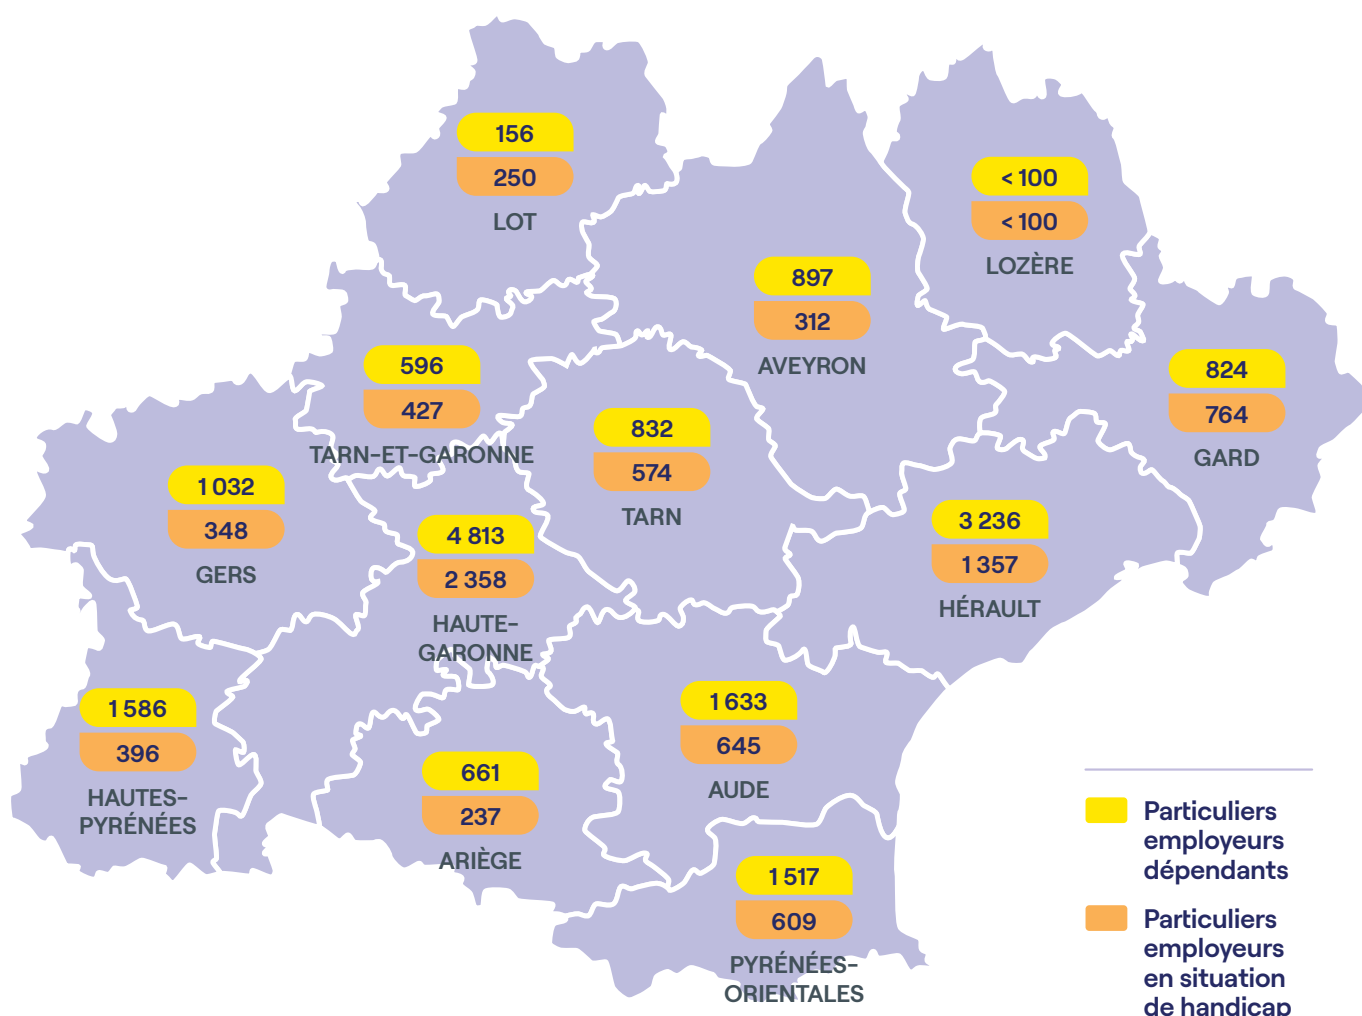 156
250
LOT
< 100
< 100
LOZÈRE
897
312
AVEYRON
596
427
TARN-ET-GARONNE
824
764
GARD
832
574
TARN
1 032
348
GERS
4 813
2 358
HAUTE-
GARONNE
3 236
1 357
HÉRAULT
1 586
396
HAUTES-
PYRÉNÉES
661
237
ARIÈGE
1 633
645
AUDE
1 517
609
PYRÉNÉES-
ORIENTALES
Particuliers
employeurs
dépendants
Particuliers
employeurs
en situation
de handicap